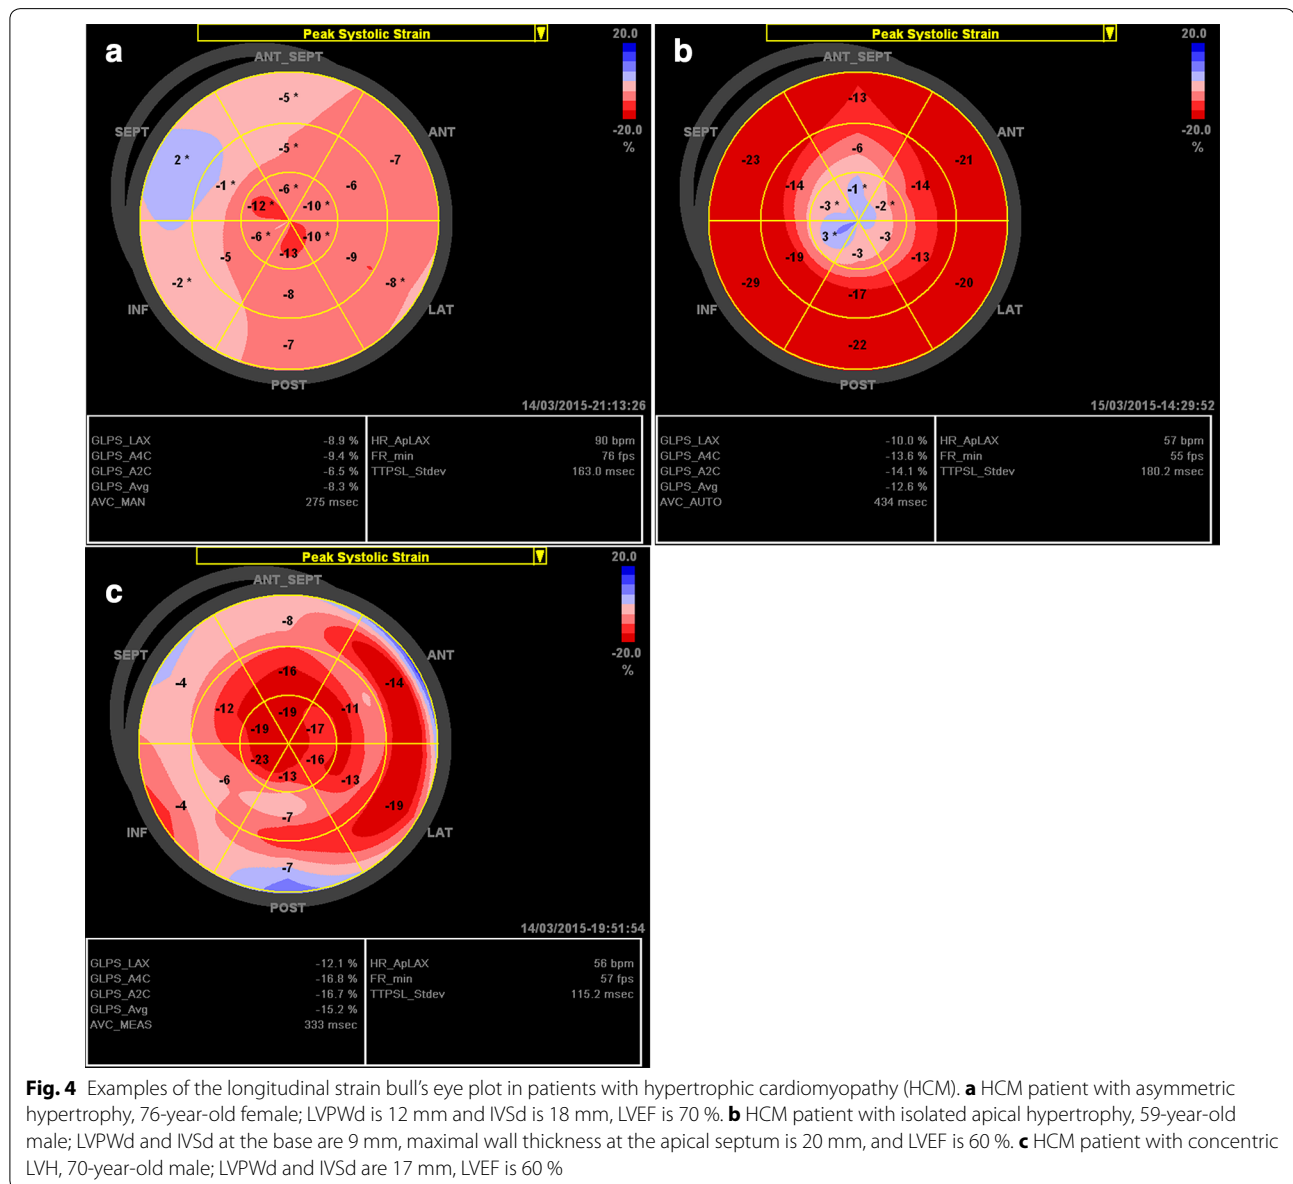 a
Peak Systolic Strain
20.0
-20.0
%
ANT_SEPT
SEPT
ANT
INF
LAT
POST
-5 *
2 *
-7
-5 *
-1 *
-6
-6 *
-12 *
-10 *
-6 *
-10 *
-13
-5
-9
-2 *
-8 *
-8
-7
14/03/2015-21:13:26
GLPS_LAX -8.9 % HR_ApLAX 90 bpm
GLPS_A4C -9.4 % FR_min 76 fps
GLPS_A2C -6.5 % TTPSL_Stdev 163.0 msec
GLPS_Avg -8.3 %
AVC_MAN 275 msec
b
Peak Systolic Strain
20.0
-20.0
%
ANT_SEPT
SEPT
ANT
INF
LAT
POST
-13
-23
-21
-6
-14
-14
-1 *
-3 *
-2 *
3 *
-3
-3
-19
-13
-29
-20
-17
-22
15/03/2015-14:29:52
GLPS_LAX -10.0 % HR_ApLAX 57 bpm
GLPS_A4C -13.6 % FR_min 55 fps
GLPS_A2C -14.1 % TTPSL_Stdev 180.2 msec
GLPS_Avg -12.6 %
AVC_AUTO 434 msec
c
Peak Systolic Strain
20.0
-20.0
%
ANT_SEPT
SEPT
ANT
INF
LAT
POST
-8
-4
-14
-16
-12
-11
-19
-19
-17
-23
-16
-13
-6
-13
-4
-19
-7
-7
14/03/2015-19:51:54
GLPS_LAX -12.1 % HR_ApLAX 56 bpm
GLPS_A4C -16.8 % FR_min 57 fps
GLPS_A2C -16.7 % TTPSL_Stdev 115.2 msec
GLPS_Avg -15.2 %
AVC_MEAS 333 msec
Fig. 4 Examples of the longitudinal strain bull's eye plot in patients with hypertrophic cardiomyopathy (HCM). a HCM patient with asymmetric
hypertrophy, 76-year-old female; LVPWd is 12 mm and IVSd is 18 mm, LVEF is 70 %. b HCM patient with isolated apical hypertrophy, 59-year-old
male; LVPWd and IVSd at the base are 9 mm, maximal wall thickness at the apical septum is 20 mm, and LVEF is 60 %. c HCM patient with concentric
LVH, 70-year-old male; LVPWd and IVSd are 17 mm, LVEF is 60 %